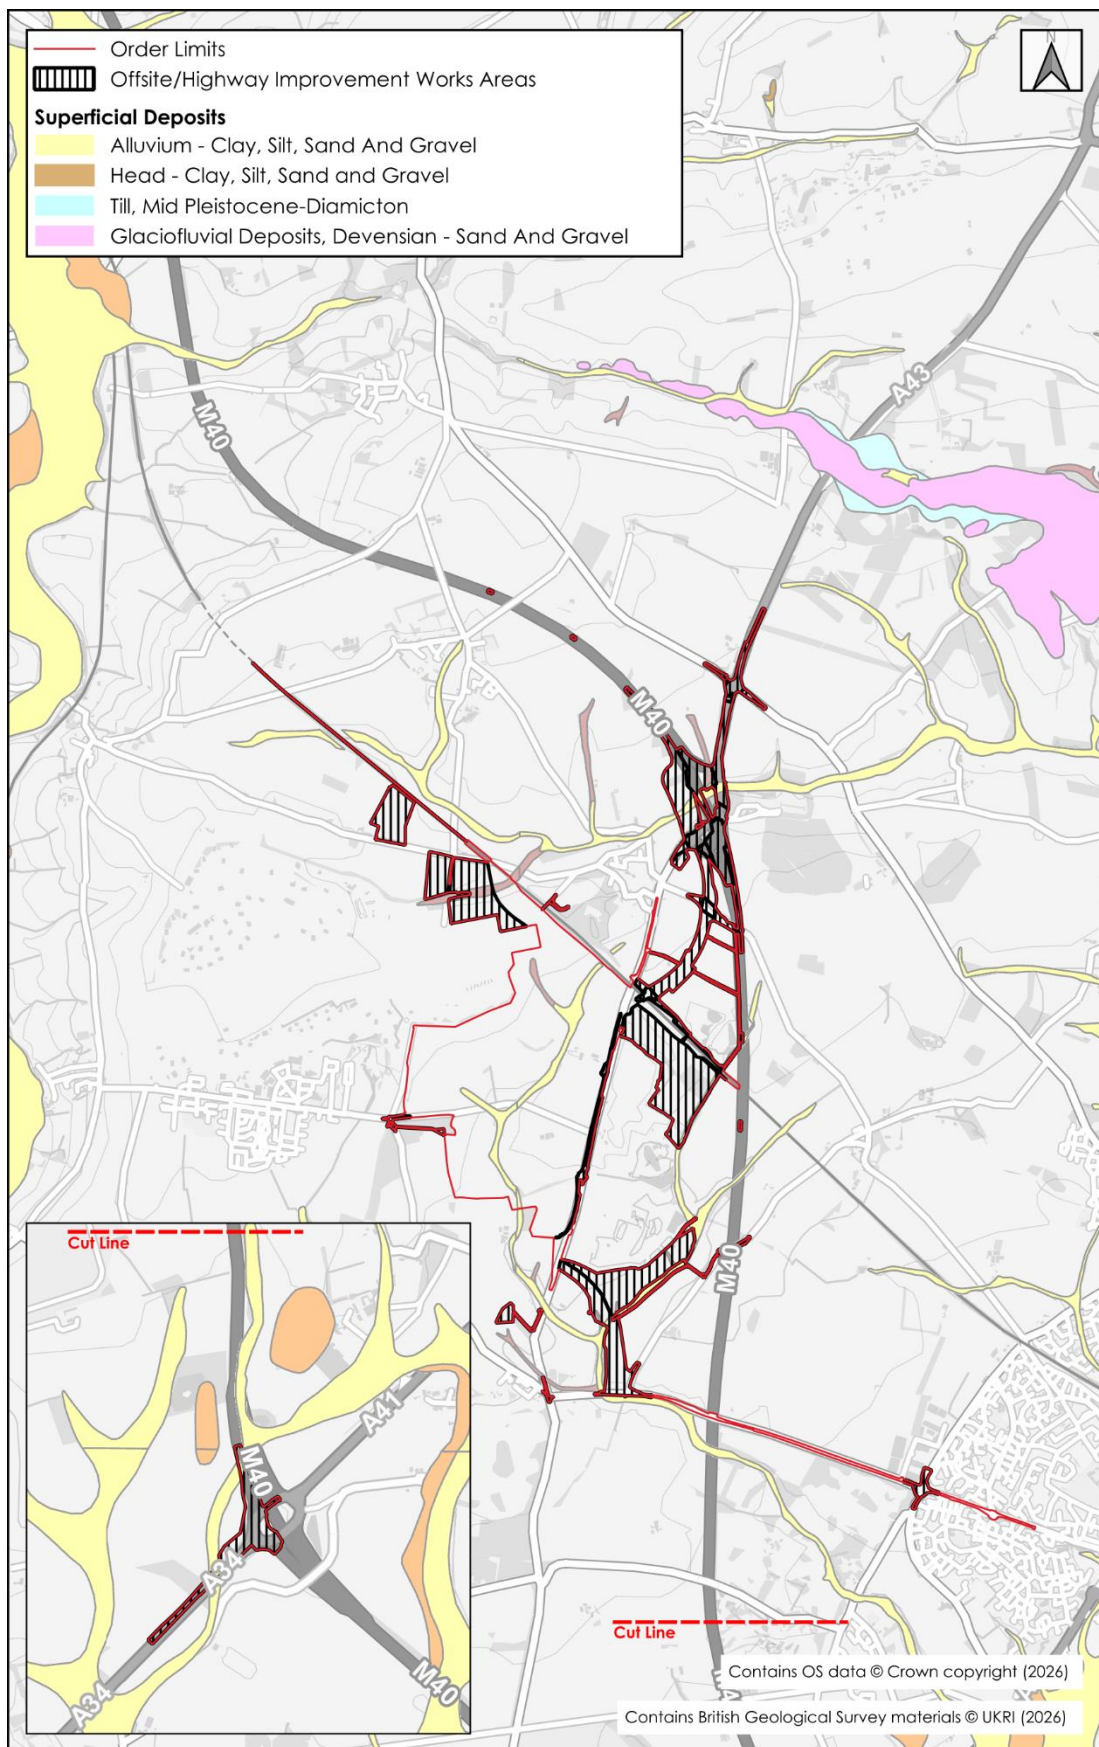 Order Limits
Offsite/Highway Improvement Works Areas
Superficial Deposits
Alluvium - Clay, Silt, Sand And Gravel
Head - Clay, Silt, Sand and Gravel
Till, Mid Pleistocene-Diamicton
Glaciofluvial Deposits, Devensian - Sand And Gravel
N
A43
M40
M40
M40
Cut Line
A41
M40
A34
A34
M40
Cut Line
Contains OS data © Crown copyright (2026)
Contains British Geological Survey materials © UKRI (2026)